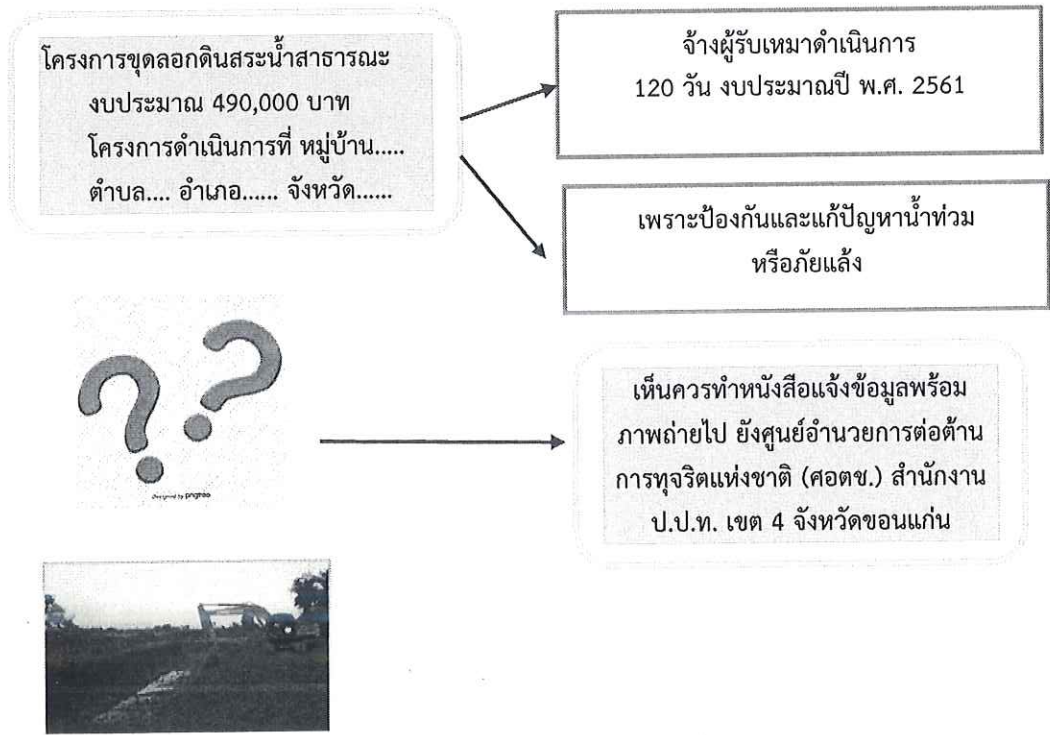 โครงการขุดลอกดินสระน้ำสาธารณะ
งบประมาณ 490,000 บาท
โครงการดำเนินการที่ หมู่บ้าน.....
ตำบล.... อำเภอ...... จังหวัด......
จ้างผู้รับเหมาดำเนินการ
120 วัน งบประมาณปี พ.ศ. 2561
เพราะป้องกันและแก้ปัญหาน้ำท่วม
หรือภัยแล้ง
เห็นควรทำหนังสือแจ้งข้อมูลพร้อม
ภาพถ่ายไป ยังศูนย์อำนวยการต่อต้าน
การทุจริตแห่งชาติ (ศอตช.) สำนักงาน
ป.ป.ท. เขต 4 จังหวัดขอนแก่น
Designed by pngtree